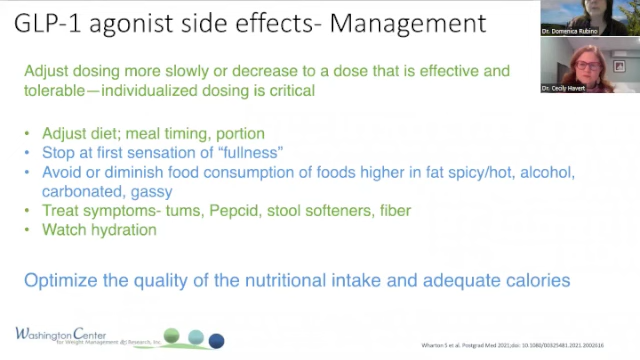 GLP-1 agonist side effects- Management
Dr. Domenica Rubino
Dr. Cecily Havert
Adjust dosing more slowly or decrease to a dose that is effective and
tolerable—individualized dosing is critical
• Adjust diet; meal timing, portion
• Stop at first sensation of “fullness”
• Avoid or diminish food consumption of foods higher in fat spicy/hot, alcohol,
carbonated, gassy
• Treat symptoms- tums, Pepcid, stool softeners, fiber
• Watch hydration
Optimize the quality of the nutritional intake and adequate calories
Washington Center
for Weight Management & Research, Inc.
Wharton S et al. Postgrad Med 2021;doi: 10.1080/00325481.2021.2002616